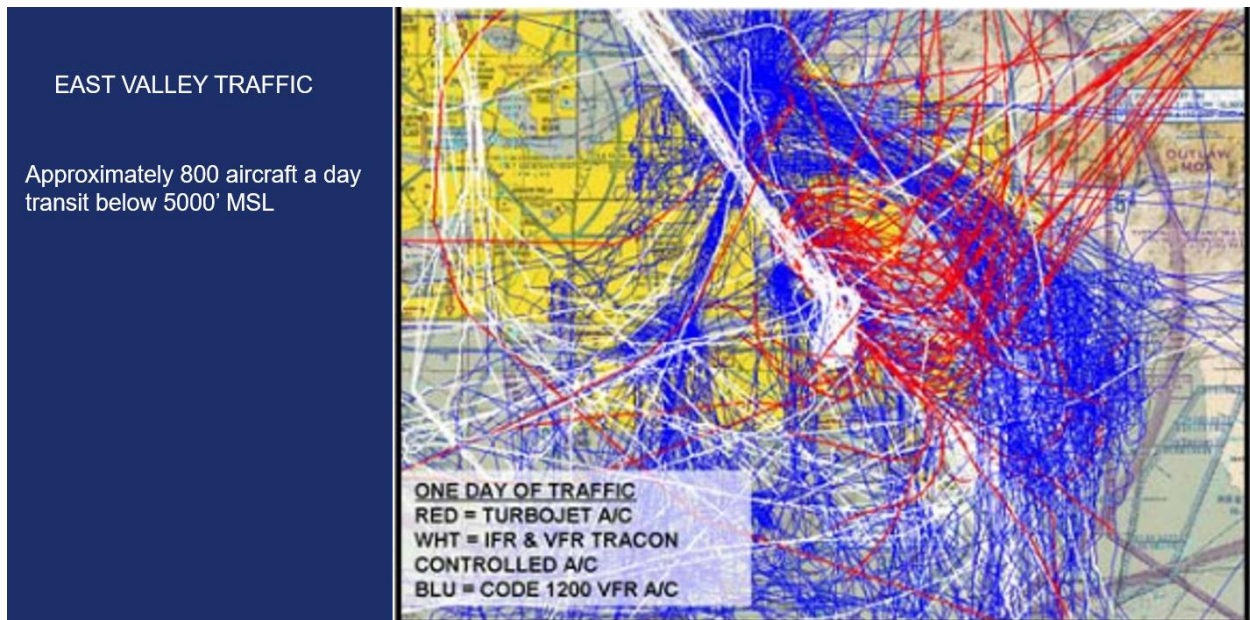 EAST VALLEY TRAFFIC
Approximately 800 aircraft a day
transit below 5000’ MSL
OUTLAW
MOA
ONE DAY OF TRAFFIC
RED = TURBOJET A/C
WHT = IFR & VFR TRACON
CONTROLLED A/C
BLU = CODE 1200 VFR A/C